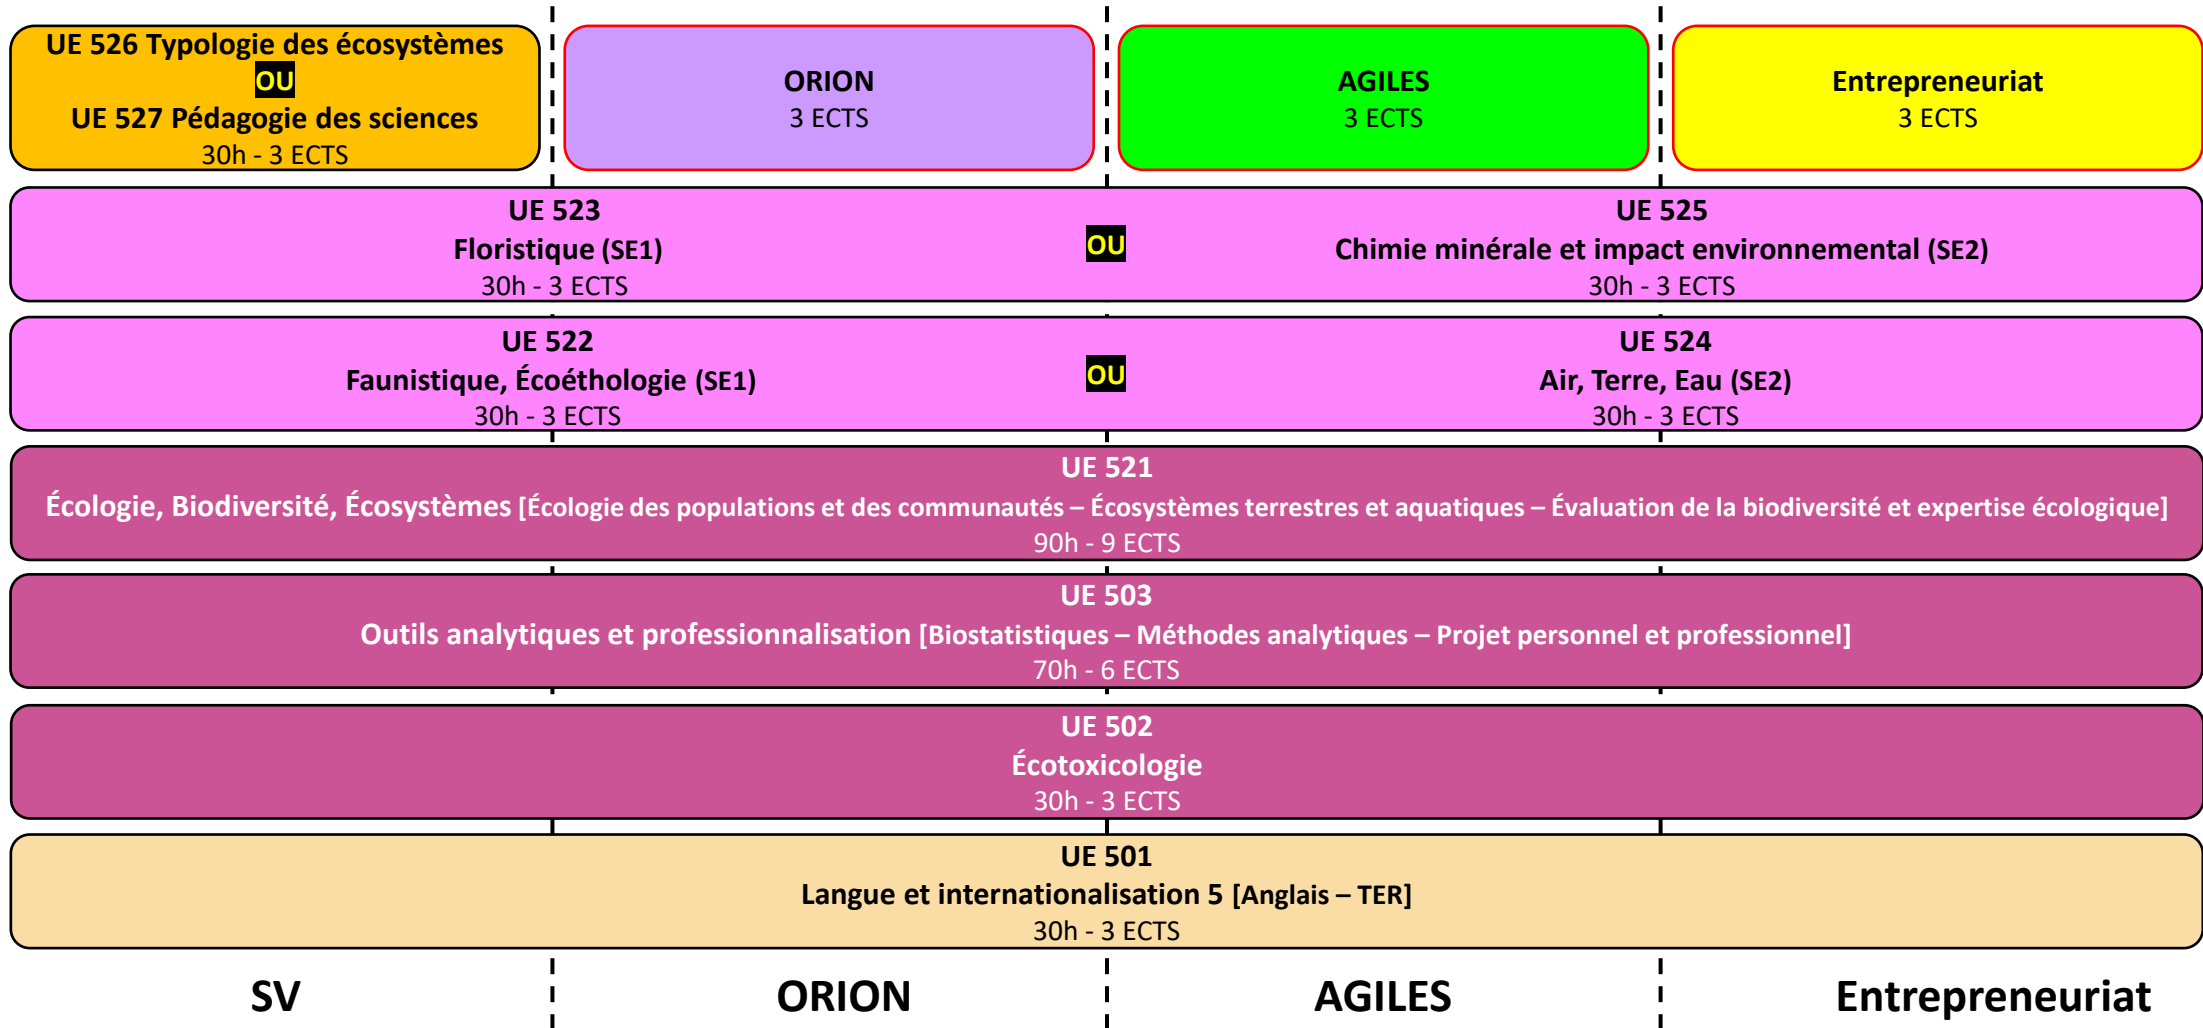 UE 526 Typologie des écosystèmes
OU
UE 527 Pédagogie des sciences
30h - 3 ECTS
ORION
3 ECTS
AGILES
3 ECTS
Entrepreneuriat
3 ECTS
UE 523
Floristique (SE1)
30h - 3 ECTS
OU
UE 525
Chimie minérale et impact environnemental (SE2)
30h - 3 ECTS
UE 522
Faunistique, Écoéthologie (SE1)
30h - 3 ECTS
OU
UE 524
Air, Terre, Eau (SE2)
30h - 3 ECTS
UE 521
Écologie, Biodiversité, Écosystèmes [Écologie des populations et des communautés – Écosystèmes terrestres et aquatiques – Évaluation de la biodiversité et expertise écologique]
90h - 9 ECTS
UE 503
Outils analytiques et professionnalisation [Biostatistiques – Méthodes analytiques – Projet personnel et professionnel]
70h - 6 ECTS
UE 502
Écotoxicologie
30h - 3 ECTS
UE 501
Langue et internationalisation 5 [Anglais – TER]
30h - 3 ECTS
SV
ORION
AGILES
Entrepreneuriat